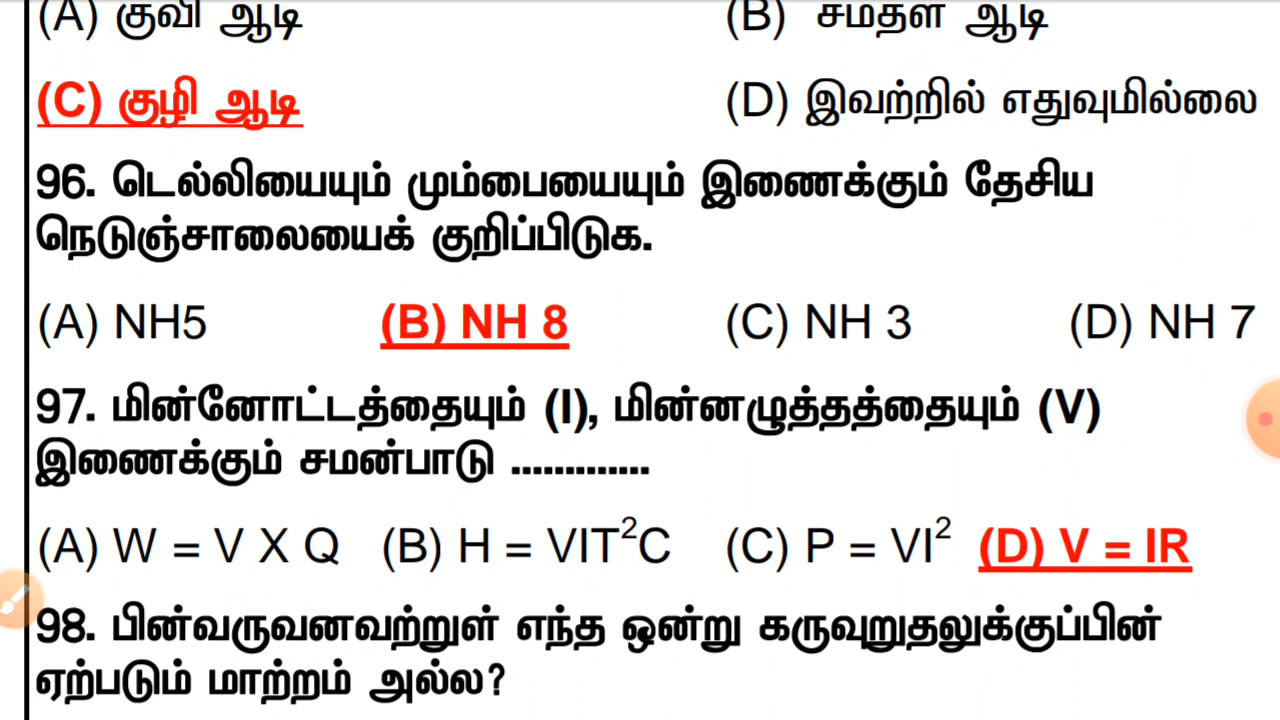 (A) குவி ஆடி (B) சமதள ஆடி
(C) குழி ஆடி (D) இவற்றில் எதுவுமில்லை
96. டெல்லியையும் மும்பையையும் இணைக்கும் தேசிய
நெடுஞ்சாலையைக் குறிப்பிடுக.
(A) NH5 (B) NH 8 (C) NH 3 (D) NH 7
97. மின்னோட்டத்தையும் (I), மின்னழுத்தத்தையும் (V)
இணைக்கும் சமன்பாடு .............
(A) W = V X Q (B) H = VIT²C (C) P = VI² (D) V = IR
98. பின்வருவனவற்றுள் எந்த ஒன்று கருவுறுதலுக்குப்பின்
ஏற்படும் மாற்றம் அல்ல?